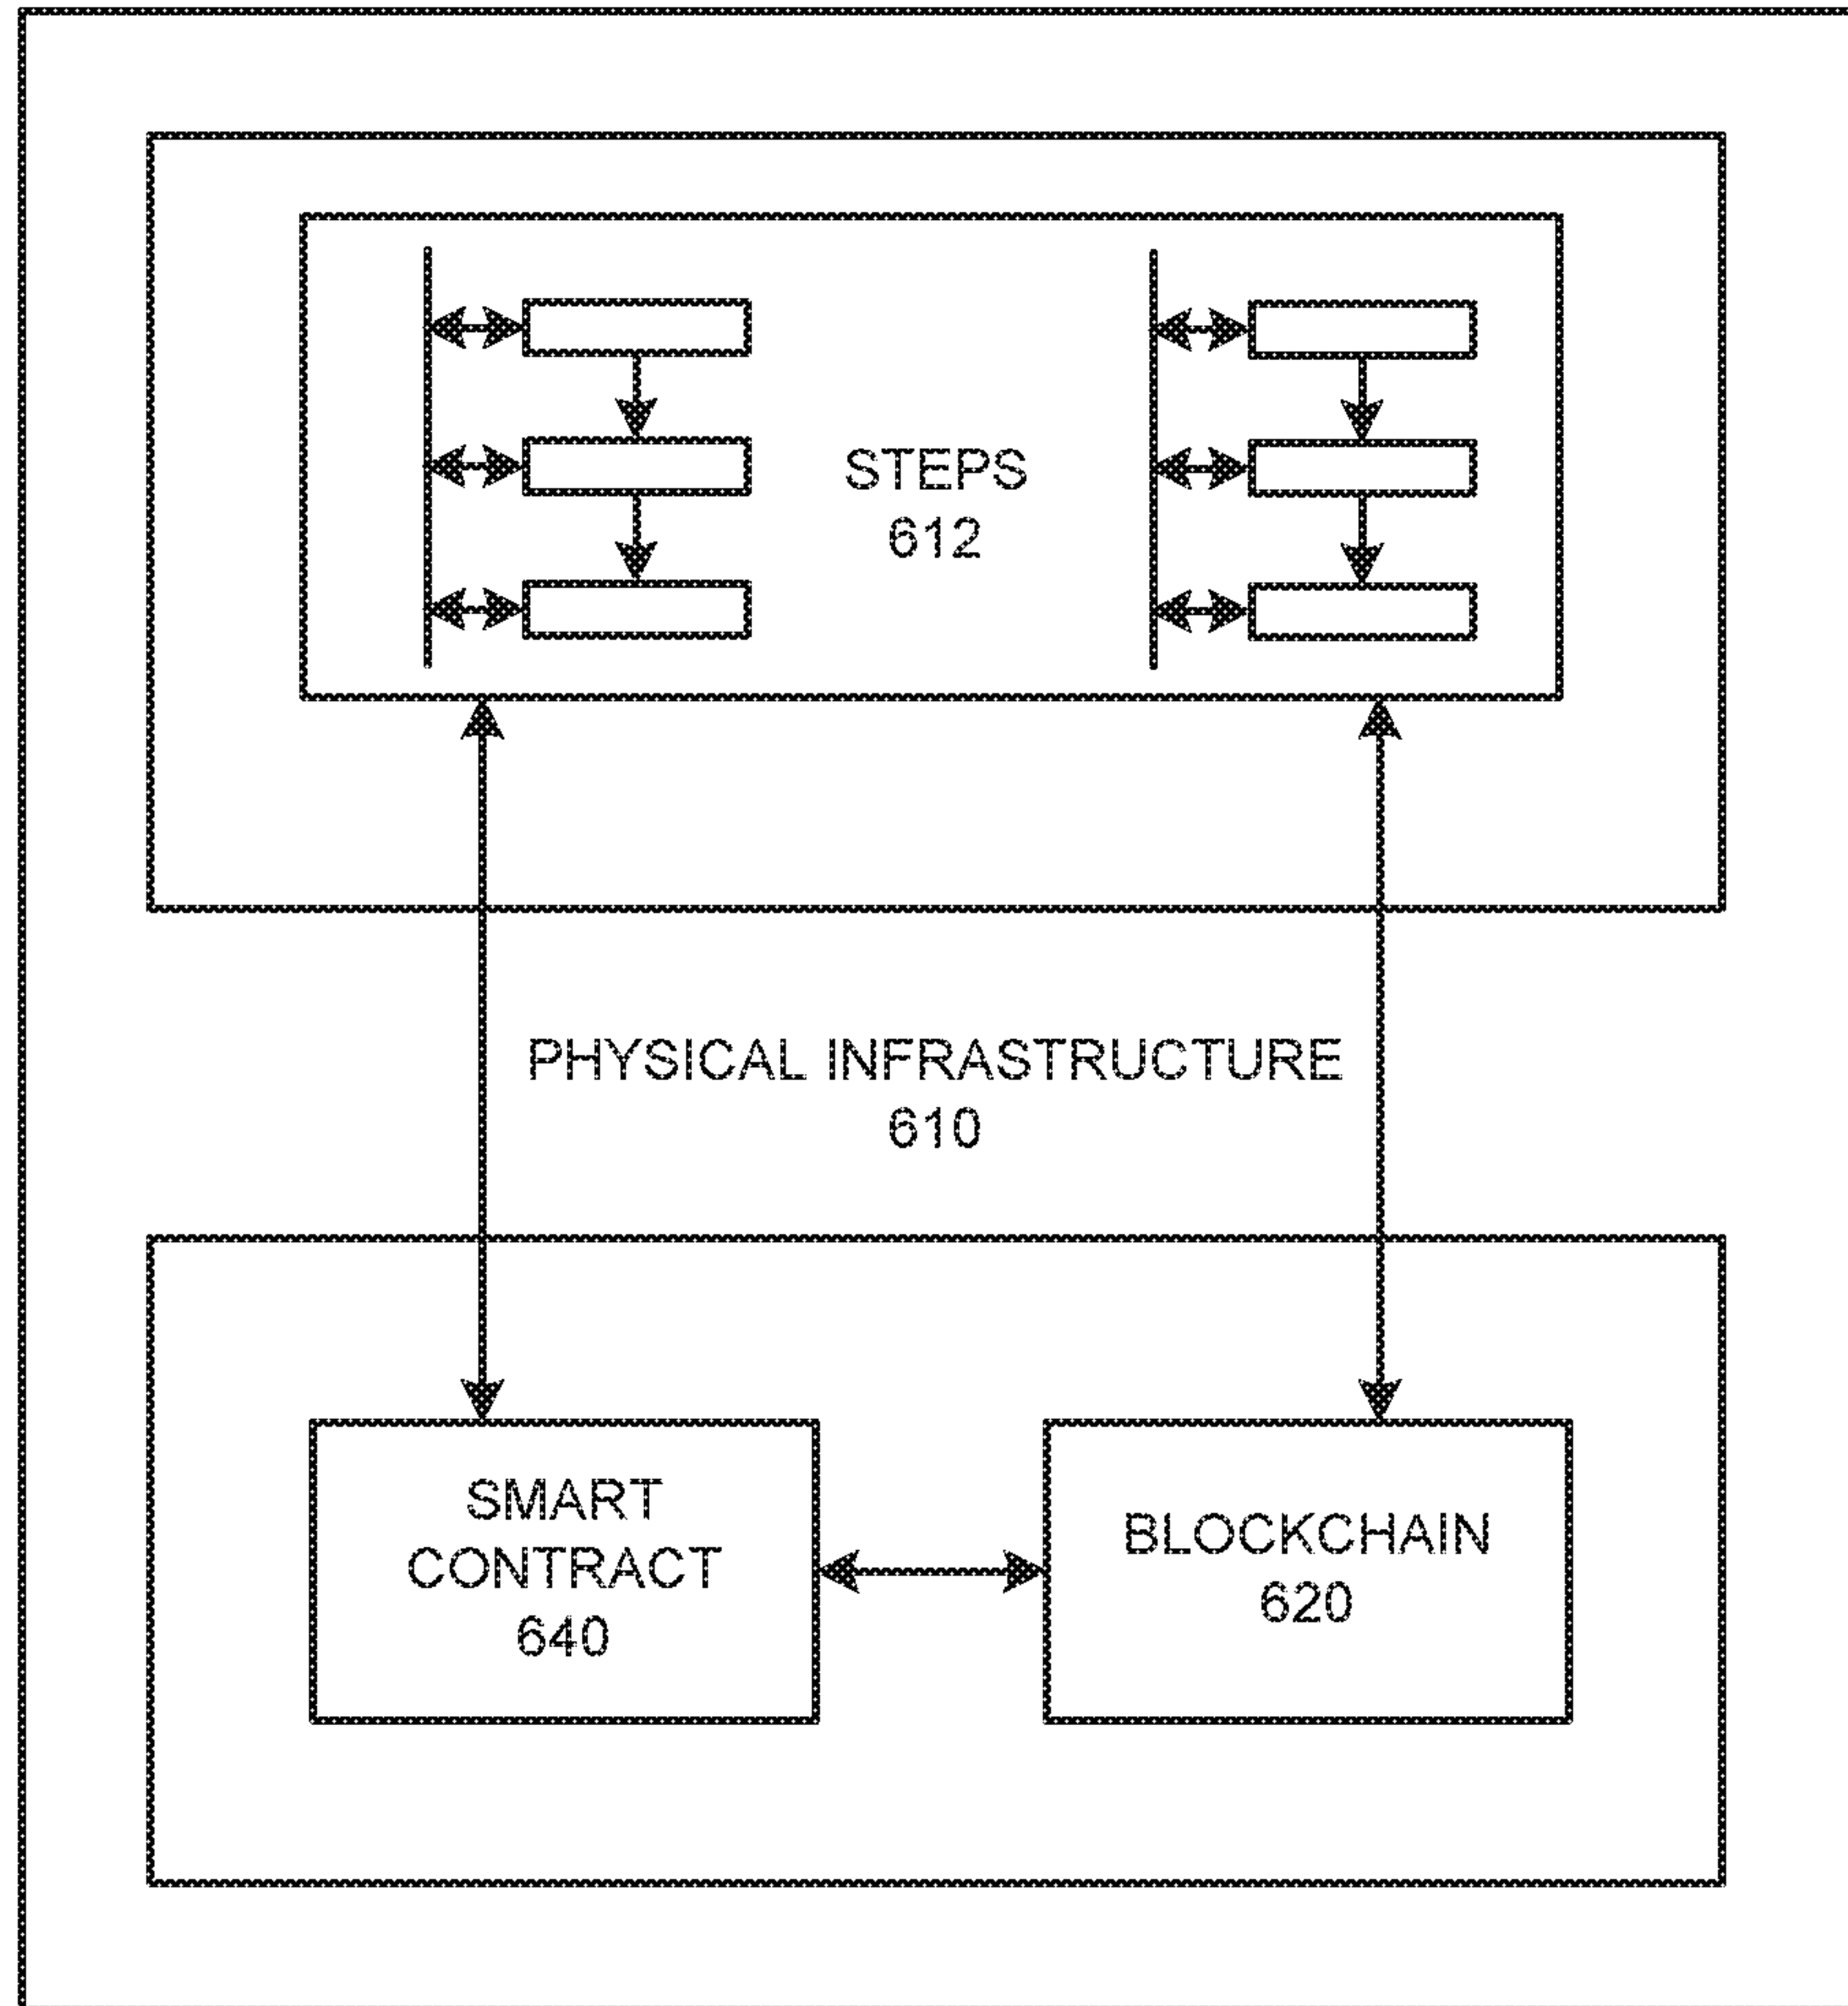 STEPS
612
PHYSICAL INFRASTRUCTURE
610
SMART
CONTRACT
640
BLOCKCHAIN
620